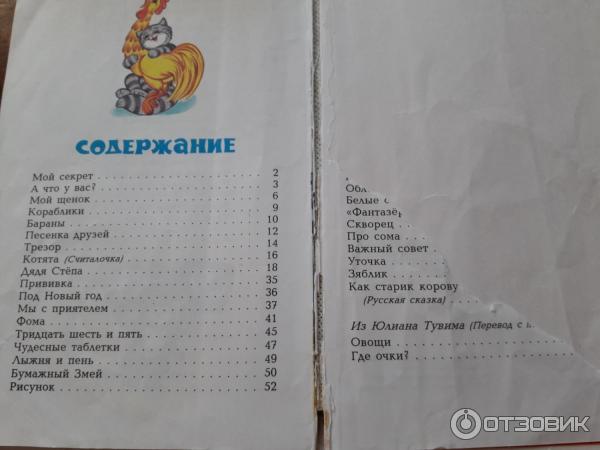 СОДЕРЖАНИЕ
Мой секрет . . . . . . . . . . . . . . . . 2
А что у вас? . . . . . . . . . . . . . . . . 3
Мой щенок . . . . . . . . . . . . . . . . 6
Кораблики . . . . . . . . . . . . . . . . 9
Бараны . . . . . . . . . . . . . . . . 10
Песенка друзей . . . . . . . . . . . . . . . . 12
Трезор . . . . . . . . . . . . . . . . 14
Котята (Считалочка) . . . . . . . . . . . . . . . . 16
Дядя Стёпа . . . . . . . . . . . . . . . . 18
Прививка . . . . . . . . . . . . . . . . 35
Под Новый год . . . . . . . . . . . . . . . . 36
Мы с приятелем . . . . . . . . . . . . . . . . 37
Фома . . . . . . . . . . . . . . . . 41
Тридцать шесть и пять . . . . . . . . . . . . . . . . 45
Чудесные таблетки . . . . . . . . . . . . . . . . 47
Лыжня и пень . . . . . . . . . . . . . . . . 49
Бумажный Змей . . . . . . . . . . . . . . . . 50
Рисунок . . . . . . . . . . . . . . . . 52
Обл
Белые с
«Фантазёр
Скворец . . .
Про сома . . . .
Важный совет . .
Уточка . . . . .
Зяблик . . . . .
Как старик корову
(Русская сказка) . . . .
Из Юлиана Тувима (Перевод с
Овощи . . . . . . . . . . . .
Где очки? . . . . . . . . . . . .
ОТЗОВИК